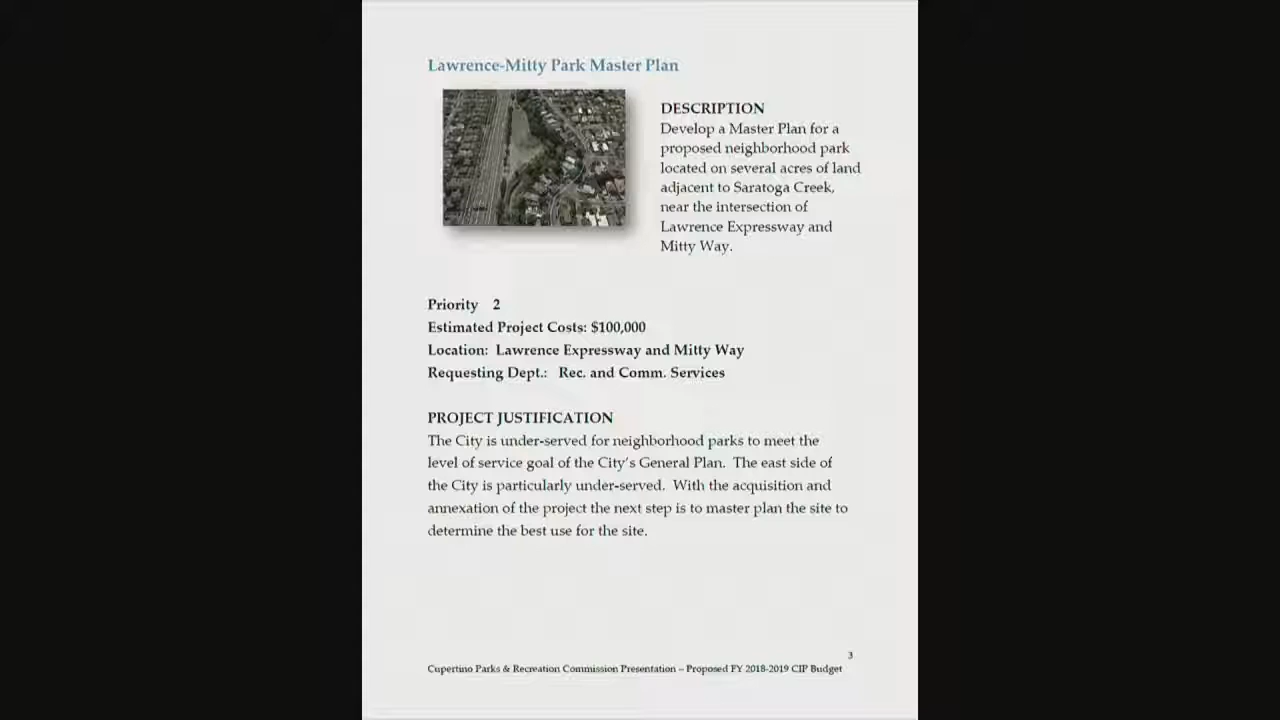 Lawrence-Mitty Park Master Plan
DESCRIPTION
Develop a Master Plan for a
proposed neighborhood park
located on several acres of land
adjacent to Saratoga Creek,
near the intersection of
Lawrence Expressway and
Mitty Way.
Priority 2
Estimated Project Costs: $100,000
Location: Lawrence Expressway and Mitty Way
Requesting Dept.: Rec. and Comm. Services
PROJECT JUSTIFICATION
The City is under-served for neighborhood parks to meet the
level of service goal of the City's General Plan. The east side of
the City is particularly under-served. With the acquisition and
annexation of the project the next step is to master plan the site to
determine the best use for the site.
3
Cupertino Parks & Recreation Commission Presentation – Proposed FY 2018-2019 CIP Budget